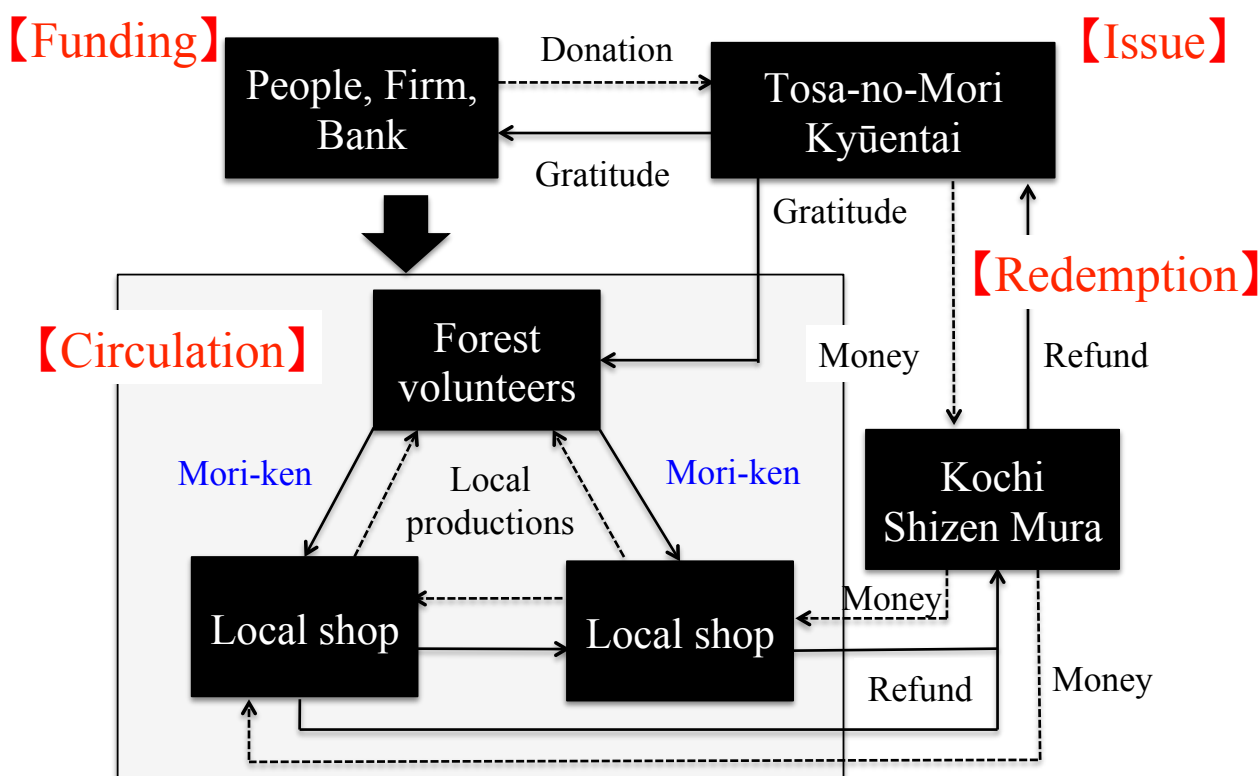 【Funding】
Donation
【Issue】
People, Firm,
Bank
Tosa-no-Mori
Kyūentai
Gratitude
Gratitude
【Redemption】
【Circulation】
Forest
volunteers
Money
Refund
Mori-ken
Local
productions
Mori-ken
Kochi
Shizen Mura
Local shop
Local shop
Money
Refund
Money